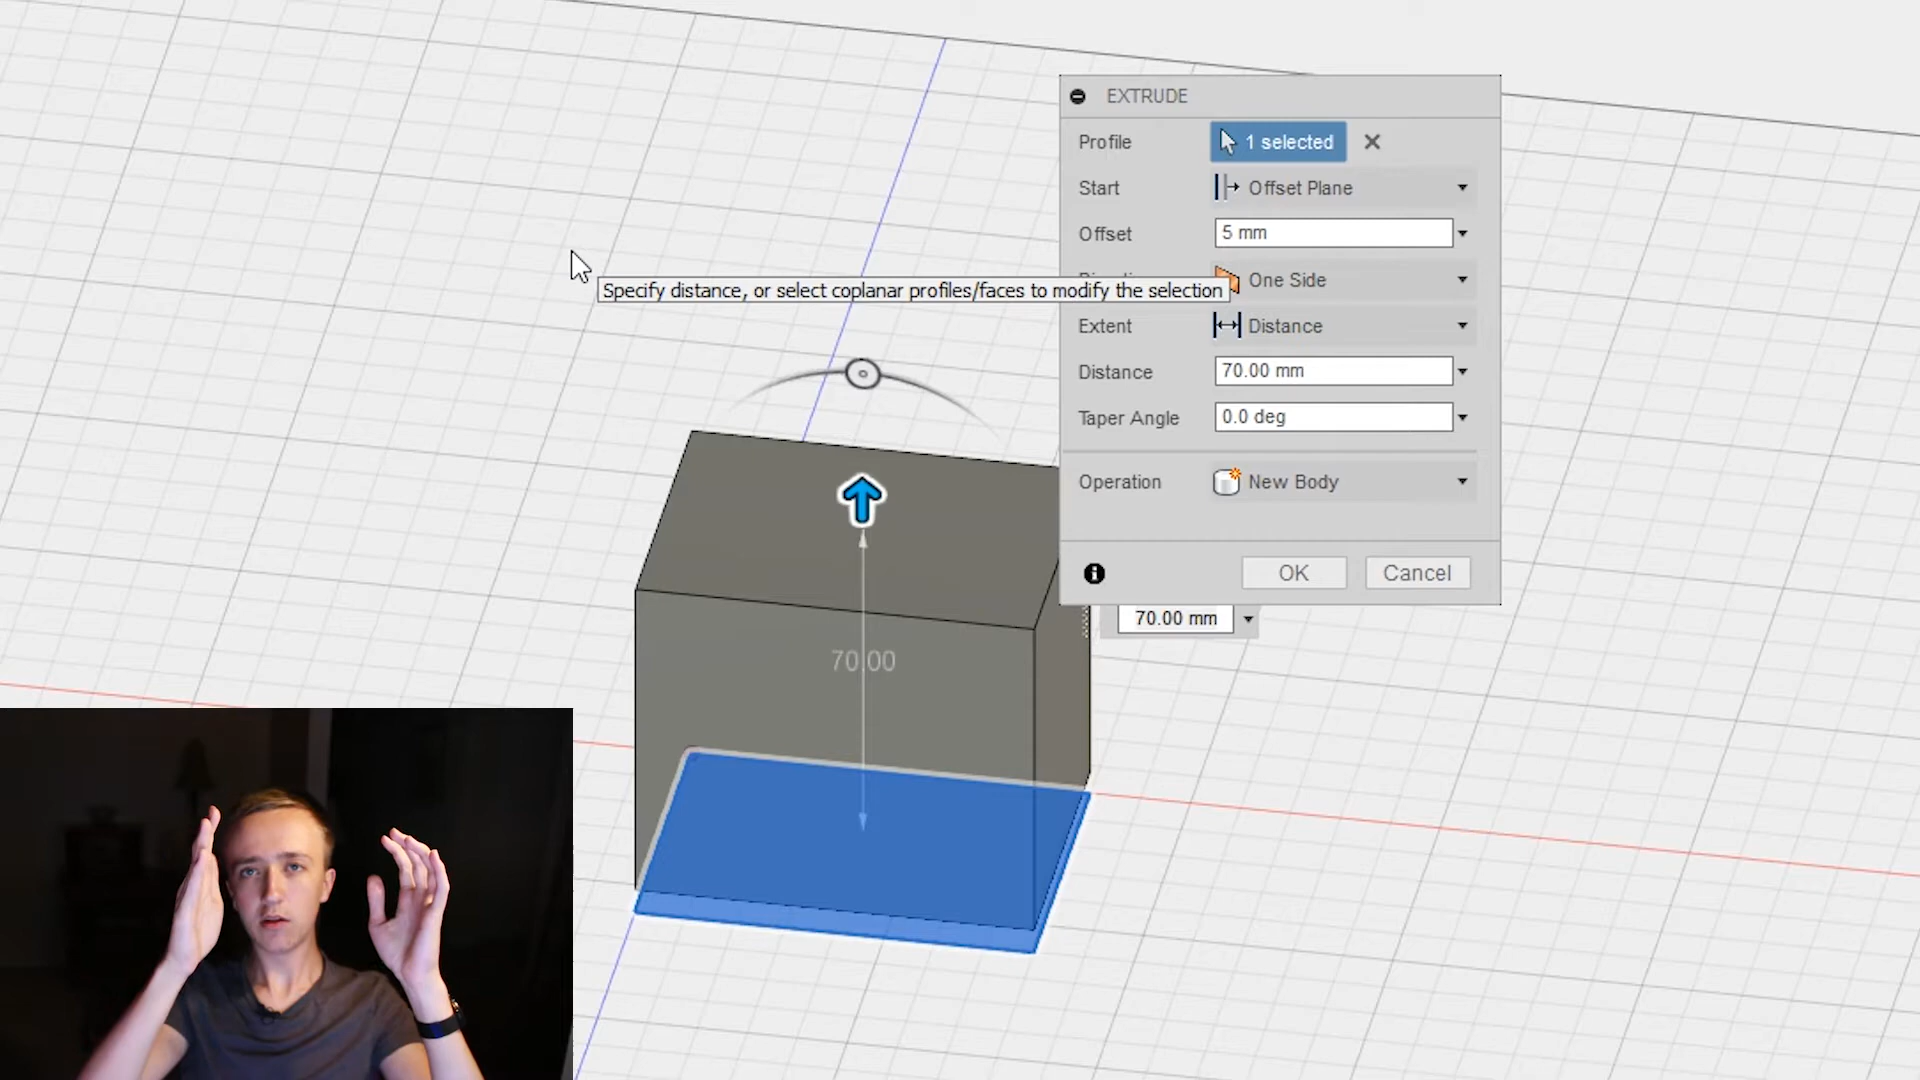 EXTRUDE
Profile 1 selected
Start Offset Plane
Offset 5 mm
One Side
Specify distance, or select coplanar profiles/faces to modify the selection
Extent Distance
Distance 70.00 mm
Taper Angle 0.0 deg
Operation New Body
OK Cancel
70.00 mm
70.00